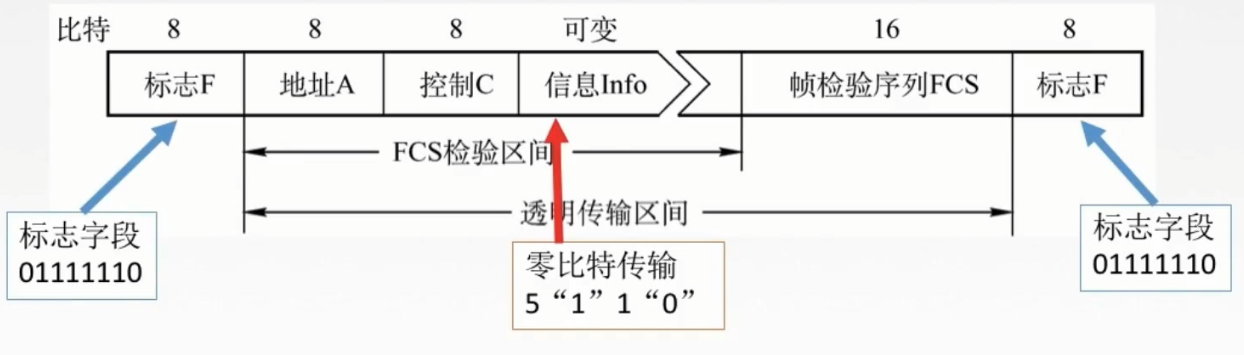 比特 8 8 8 可变 16 8
标志F 地址A 控制C 信息Info 帧检验序列FCS 标志F
FCS检验区间
透明传输区间
标志字段
01111110
零比特传输
5“1”1“0”
标志字段
01111110